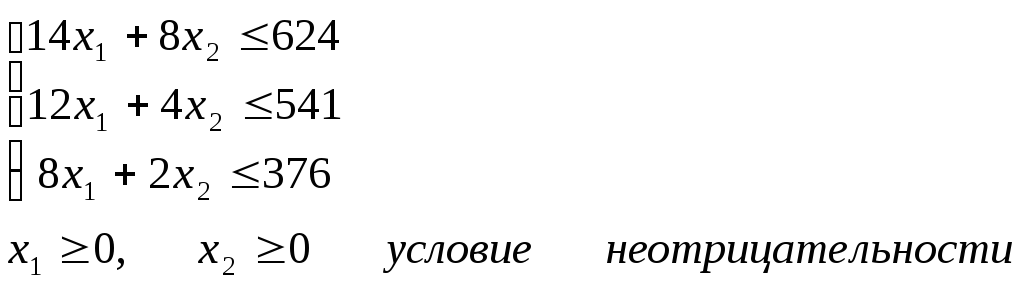 14x₁ + 8x₂ ≤624
12x₁ + 4x₂ ≤541
8x₁ + 2x₂ ≤376
x₁ ≥0, x₂ ≥0 условие неотрицательности